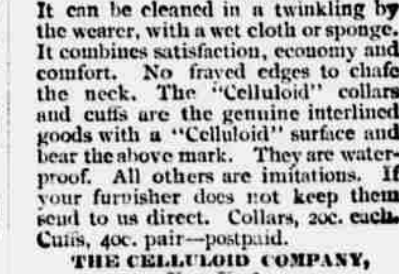 It can be cleaned in a twinkling by
the wearer, with a wet cloth or sponge.
It combines satisfaction, economy and
comfort. No frayed edges to chafe
the neck. The "Celluloid" collars
and cuffs are the genuine interlined
goods with a "Celluloid" surface and
bear the above mark. They are water-
proof. All others are imitations. If
your furnisher does not keep them
send to us direct. Collars, 20c. each.
Cuffs, 40c. pair—postpaid.
THE CELLULOID COMPANY,